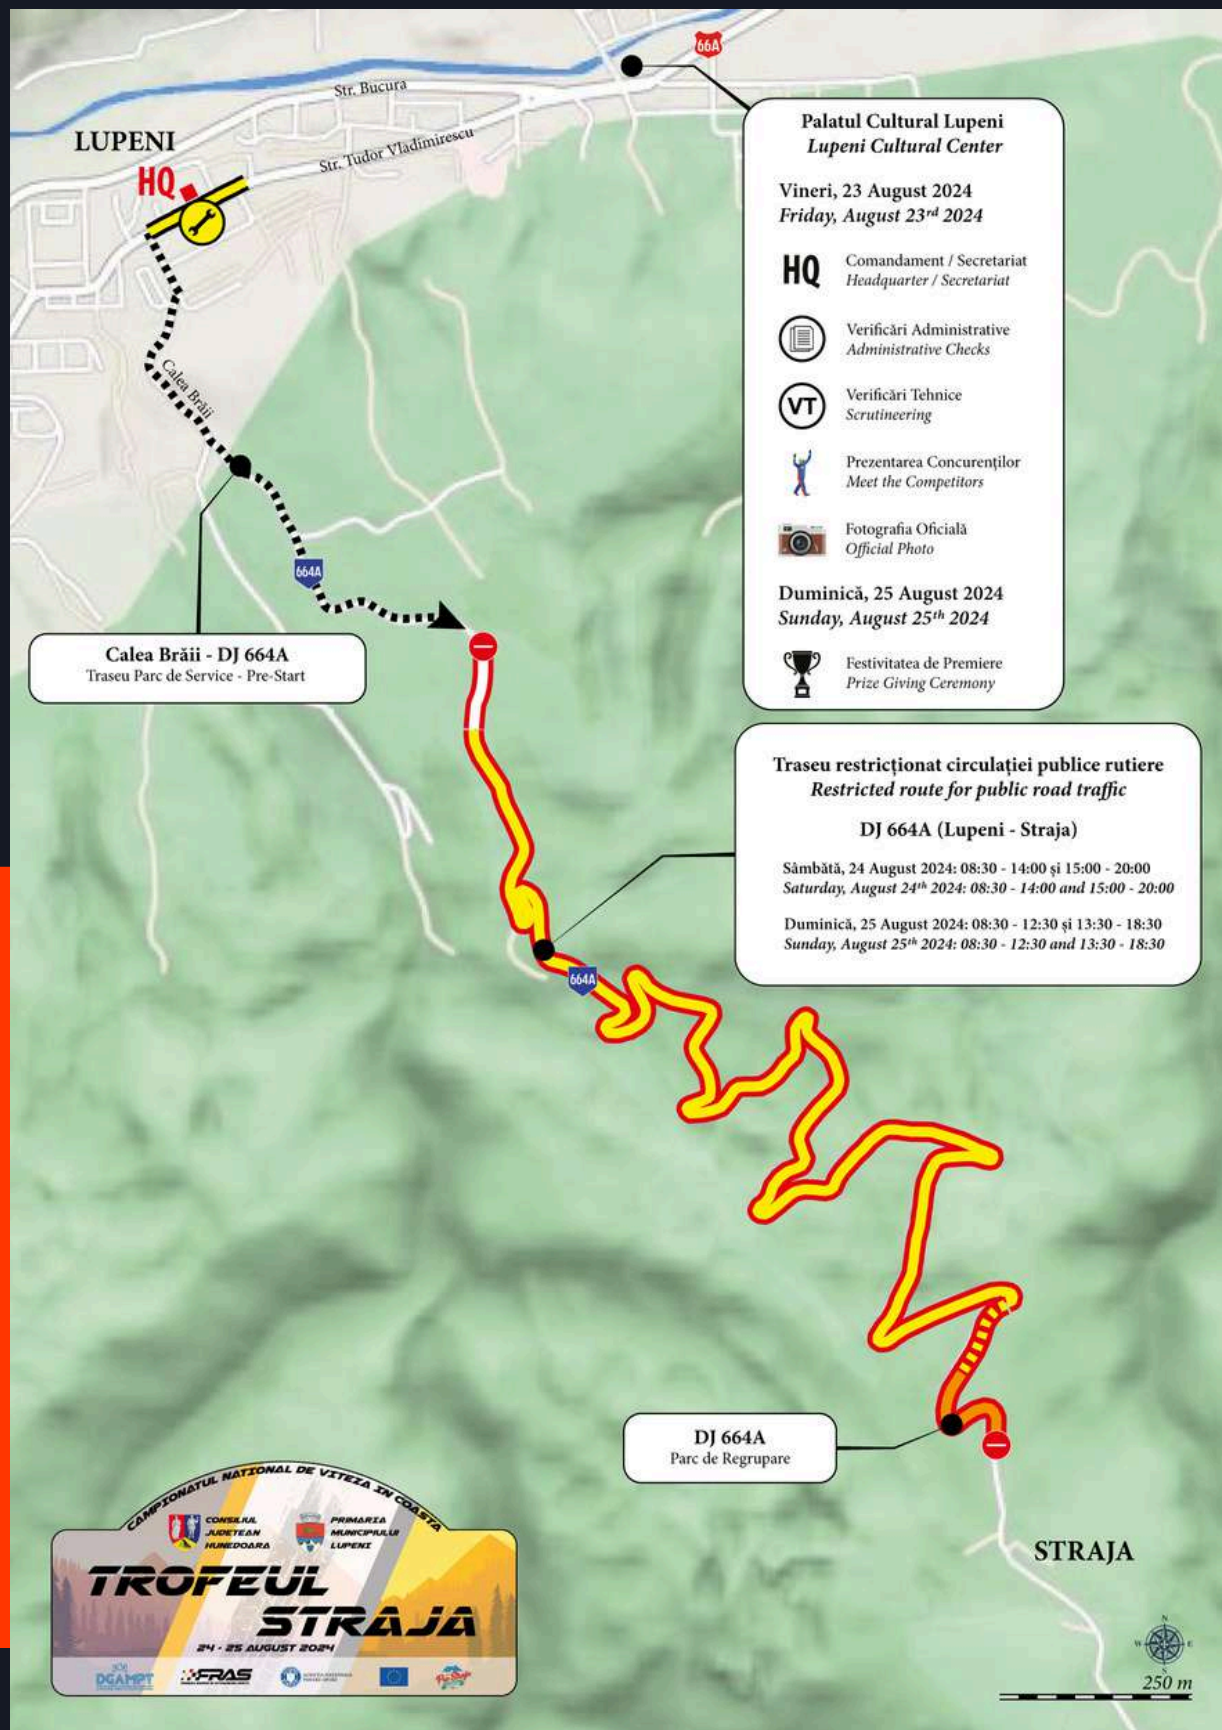 66A
Str. Bucura
LUPENI
Str. Tudor Vladimirescu
HQ
Calea Brăii
664A
Palatul Cultural Lupeni
Lupeni Cultural Center
Vineri, 23 August 2024
Friday, August 23rd 2024
HQ
Comandament / Secretariat
Headquarter / Secretariat
Verificări Administrative
Administrative Checks
VT
Verificări Tehnice
Scrutineering
Prezentarea Concurenților
Meet the Competitors
Fotografia Oficială
Official Photo
Duminică, 25 August 2024
Sunday, August 25th 2024
Festivitatea de Premiere
Prize Giving Ceremony
Calea Brăii - DJ 664A
Traseu Parc de Service - Pre-Start
Traseu restricționat circulației publice rutiere
Restricted route for public road traffic
DJ 664A (Lupeni - Straja)
Sâmbătă, 24 August 2024: 08:30 - 14:00 și 15:00 - 20:00
Saturday, August 24th 2024: 08:30 - 14:00 and 15:00 - 20:00
Duminică, 25 August 2024: 08:30 - 12:30 și 13:30 - 18:30
Sunday, August 25th 2024: 08:30 - 12:30 and 13:30 - 18:30
664A
DJ 664A
Parc de Regrupare
STRAJA
CAMPIONATUL NATIONAL DE VITEZA IN COASTA
CONSILIUL
JUDETEAN
HUNEDOARA
PRIMARIA
MUNICIPIULUI
LUPENI
TROFEUL
STRAJA
24 - 25 AUGUST 2024
DGAMPT
FRAS
N
W
E
S
250 m